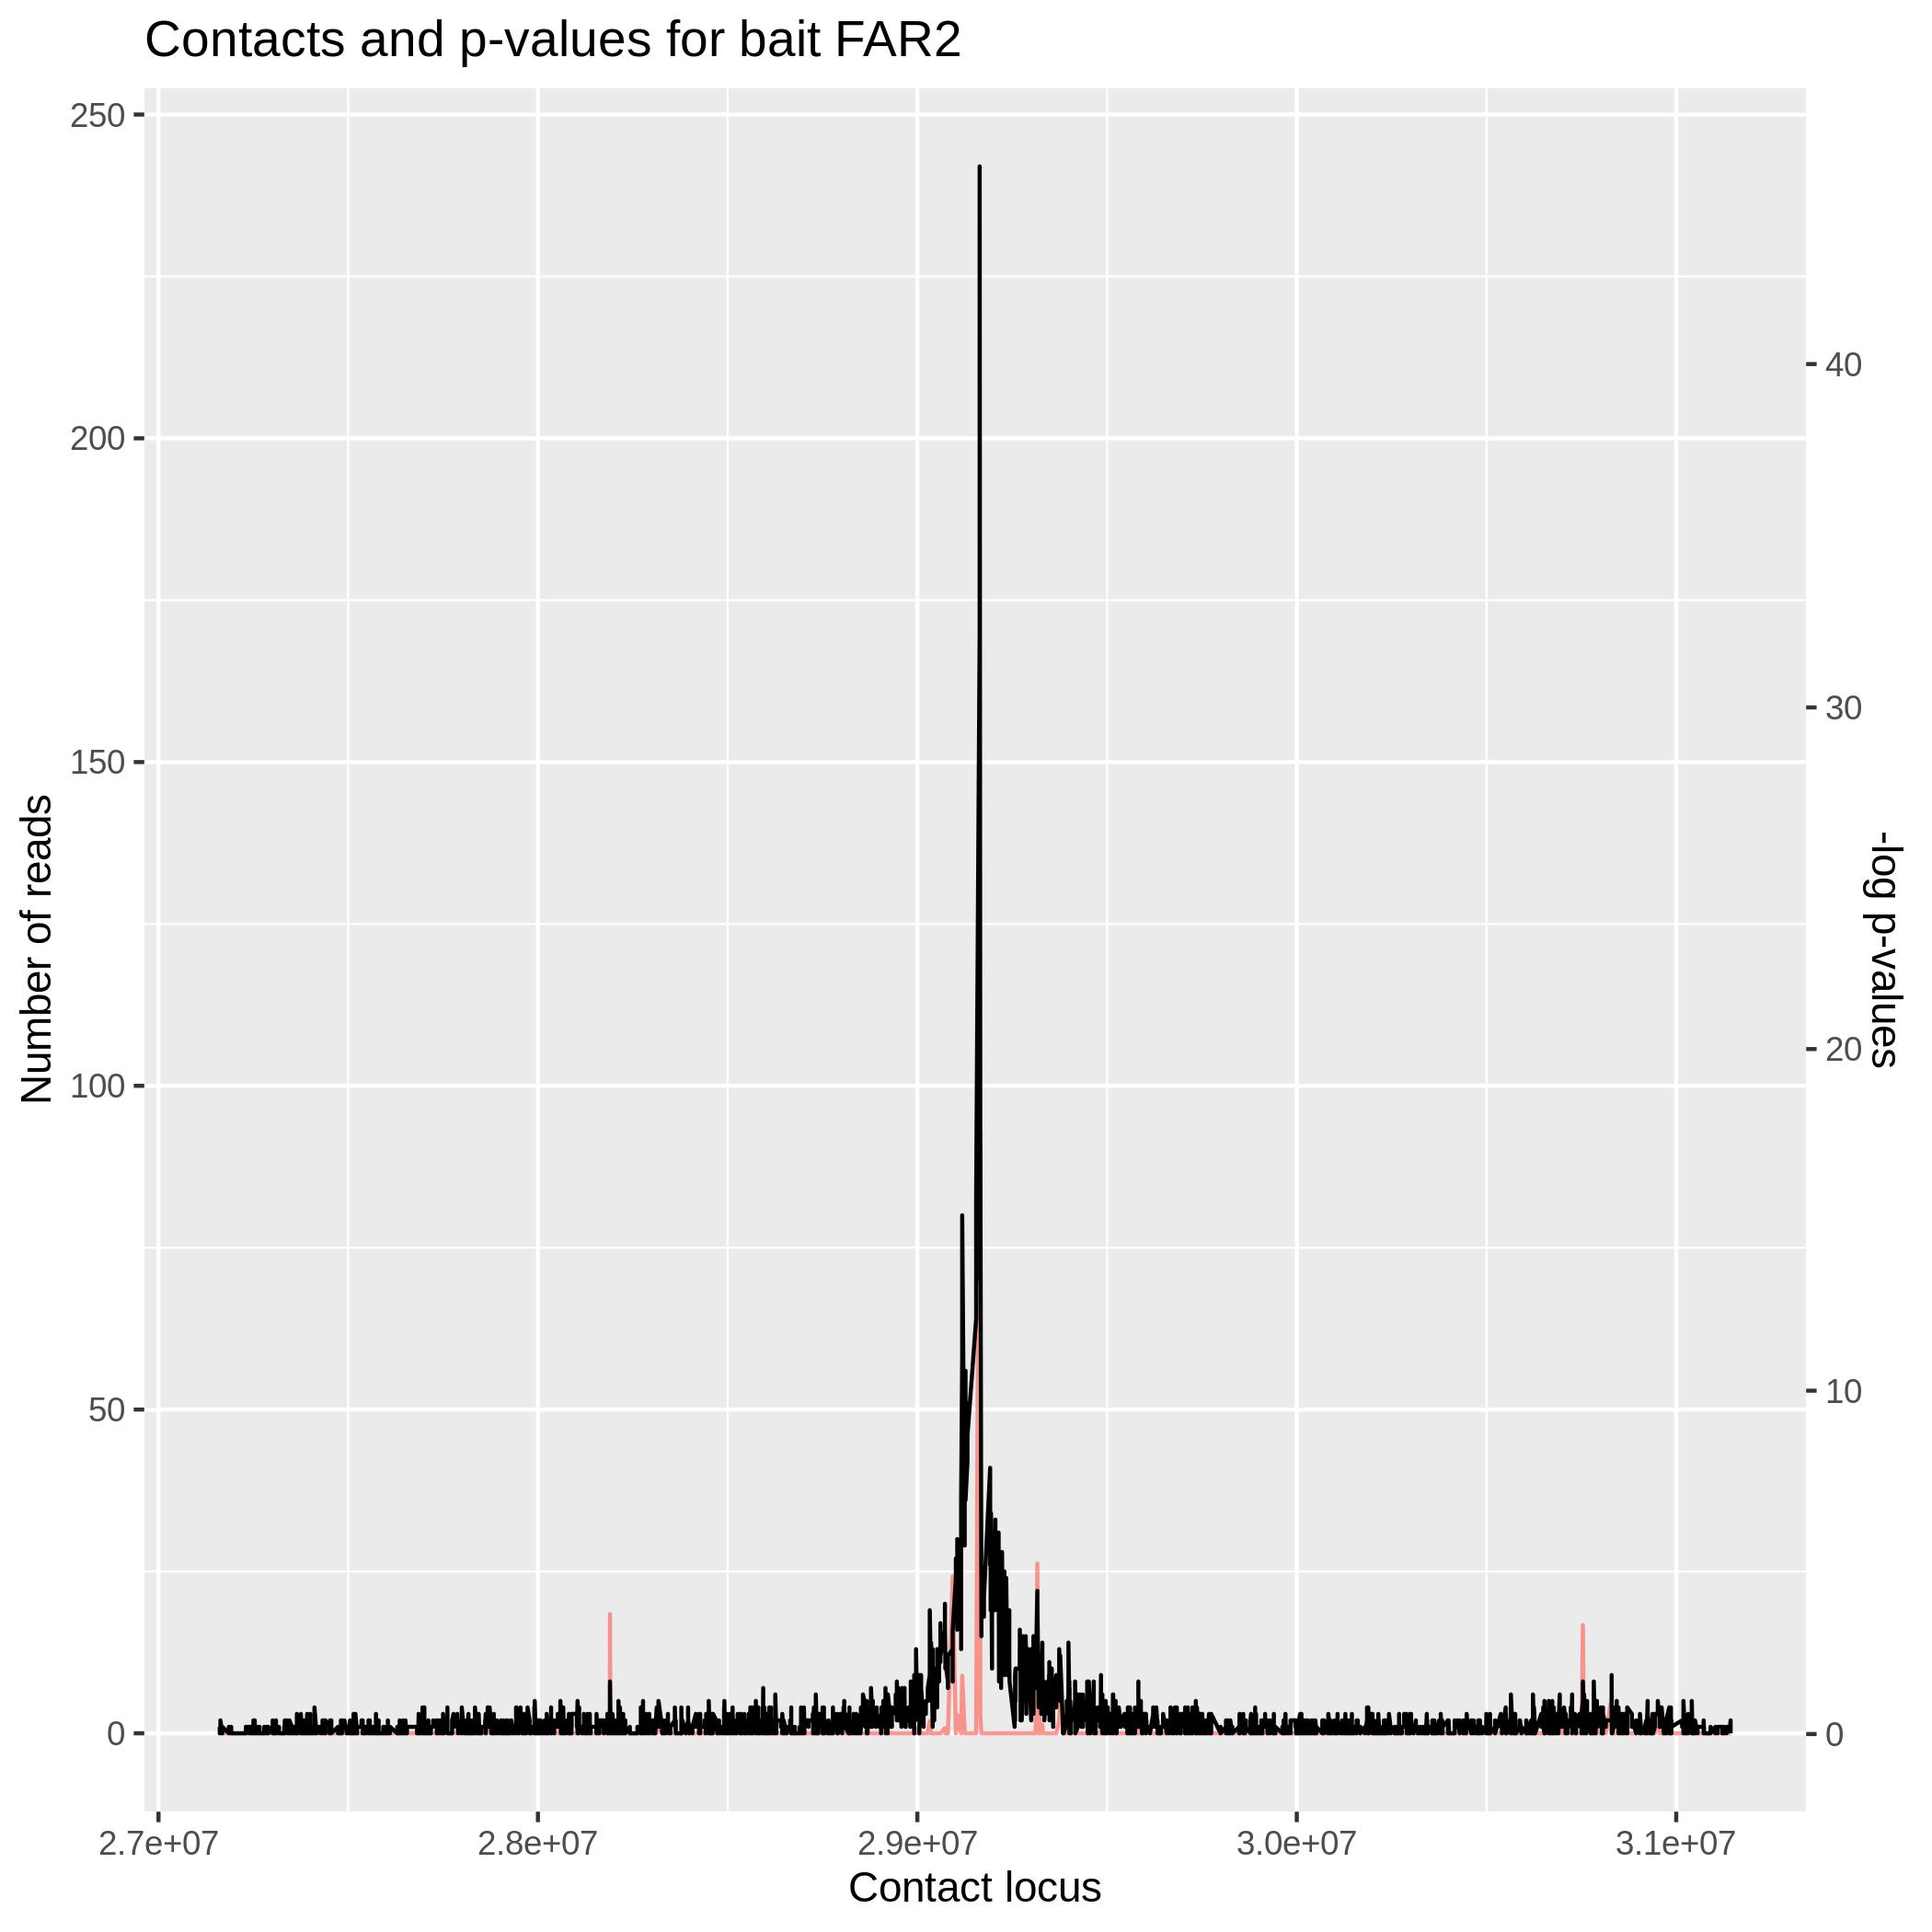 Contacts and p-values for bait FAR2
250
200
150
100
50
0
Number of reads
40
30
20
10
0
-log p-values
2.7e+07
2.8e+07
2.9e+07
3.0e+07
3.1e+07
Contact locus